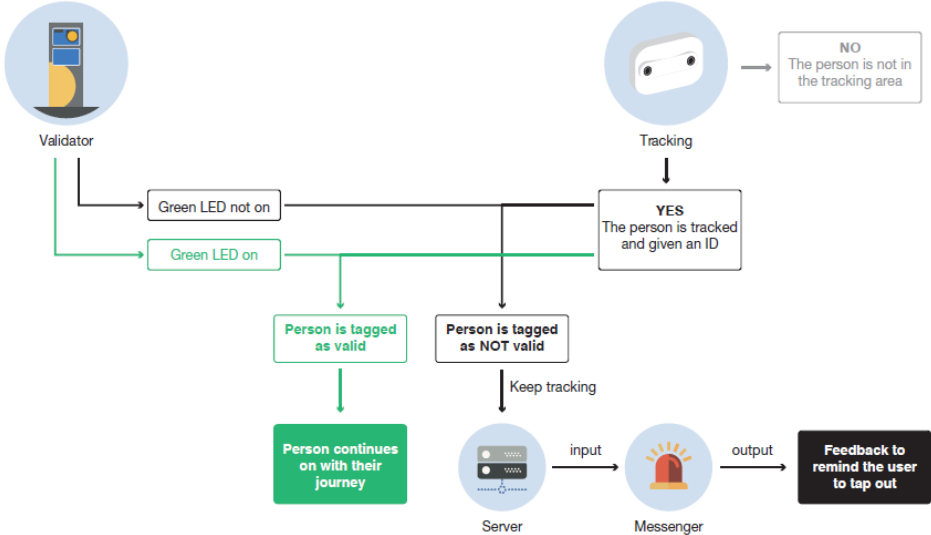 NO
The person is not in
the tracking area
Validator
Tracking
Green LED not on
YES
The person is tracked
and given an ID
Green LED on
Person is tagged
as valid
Person is tagged
as NOT valid
Keep tracking
Person continues
on with their
journey
input
output
Feedback to
remind the user
to tap out
Server
Messenger